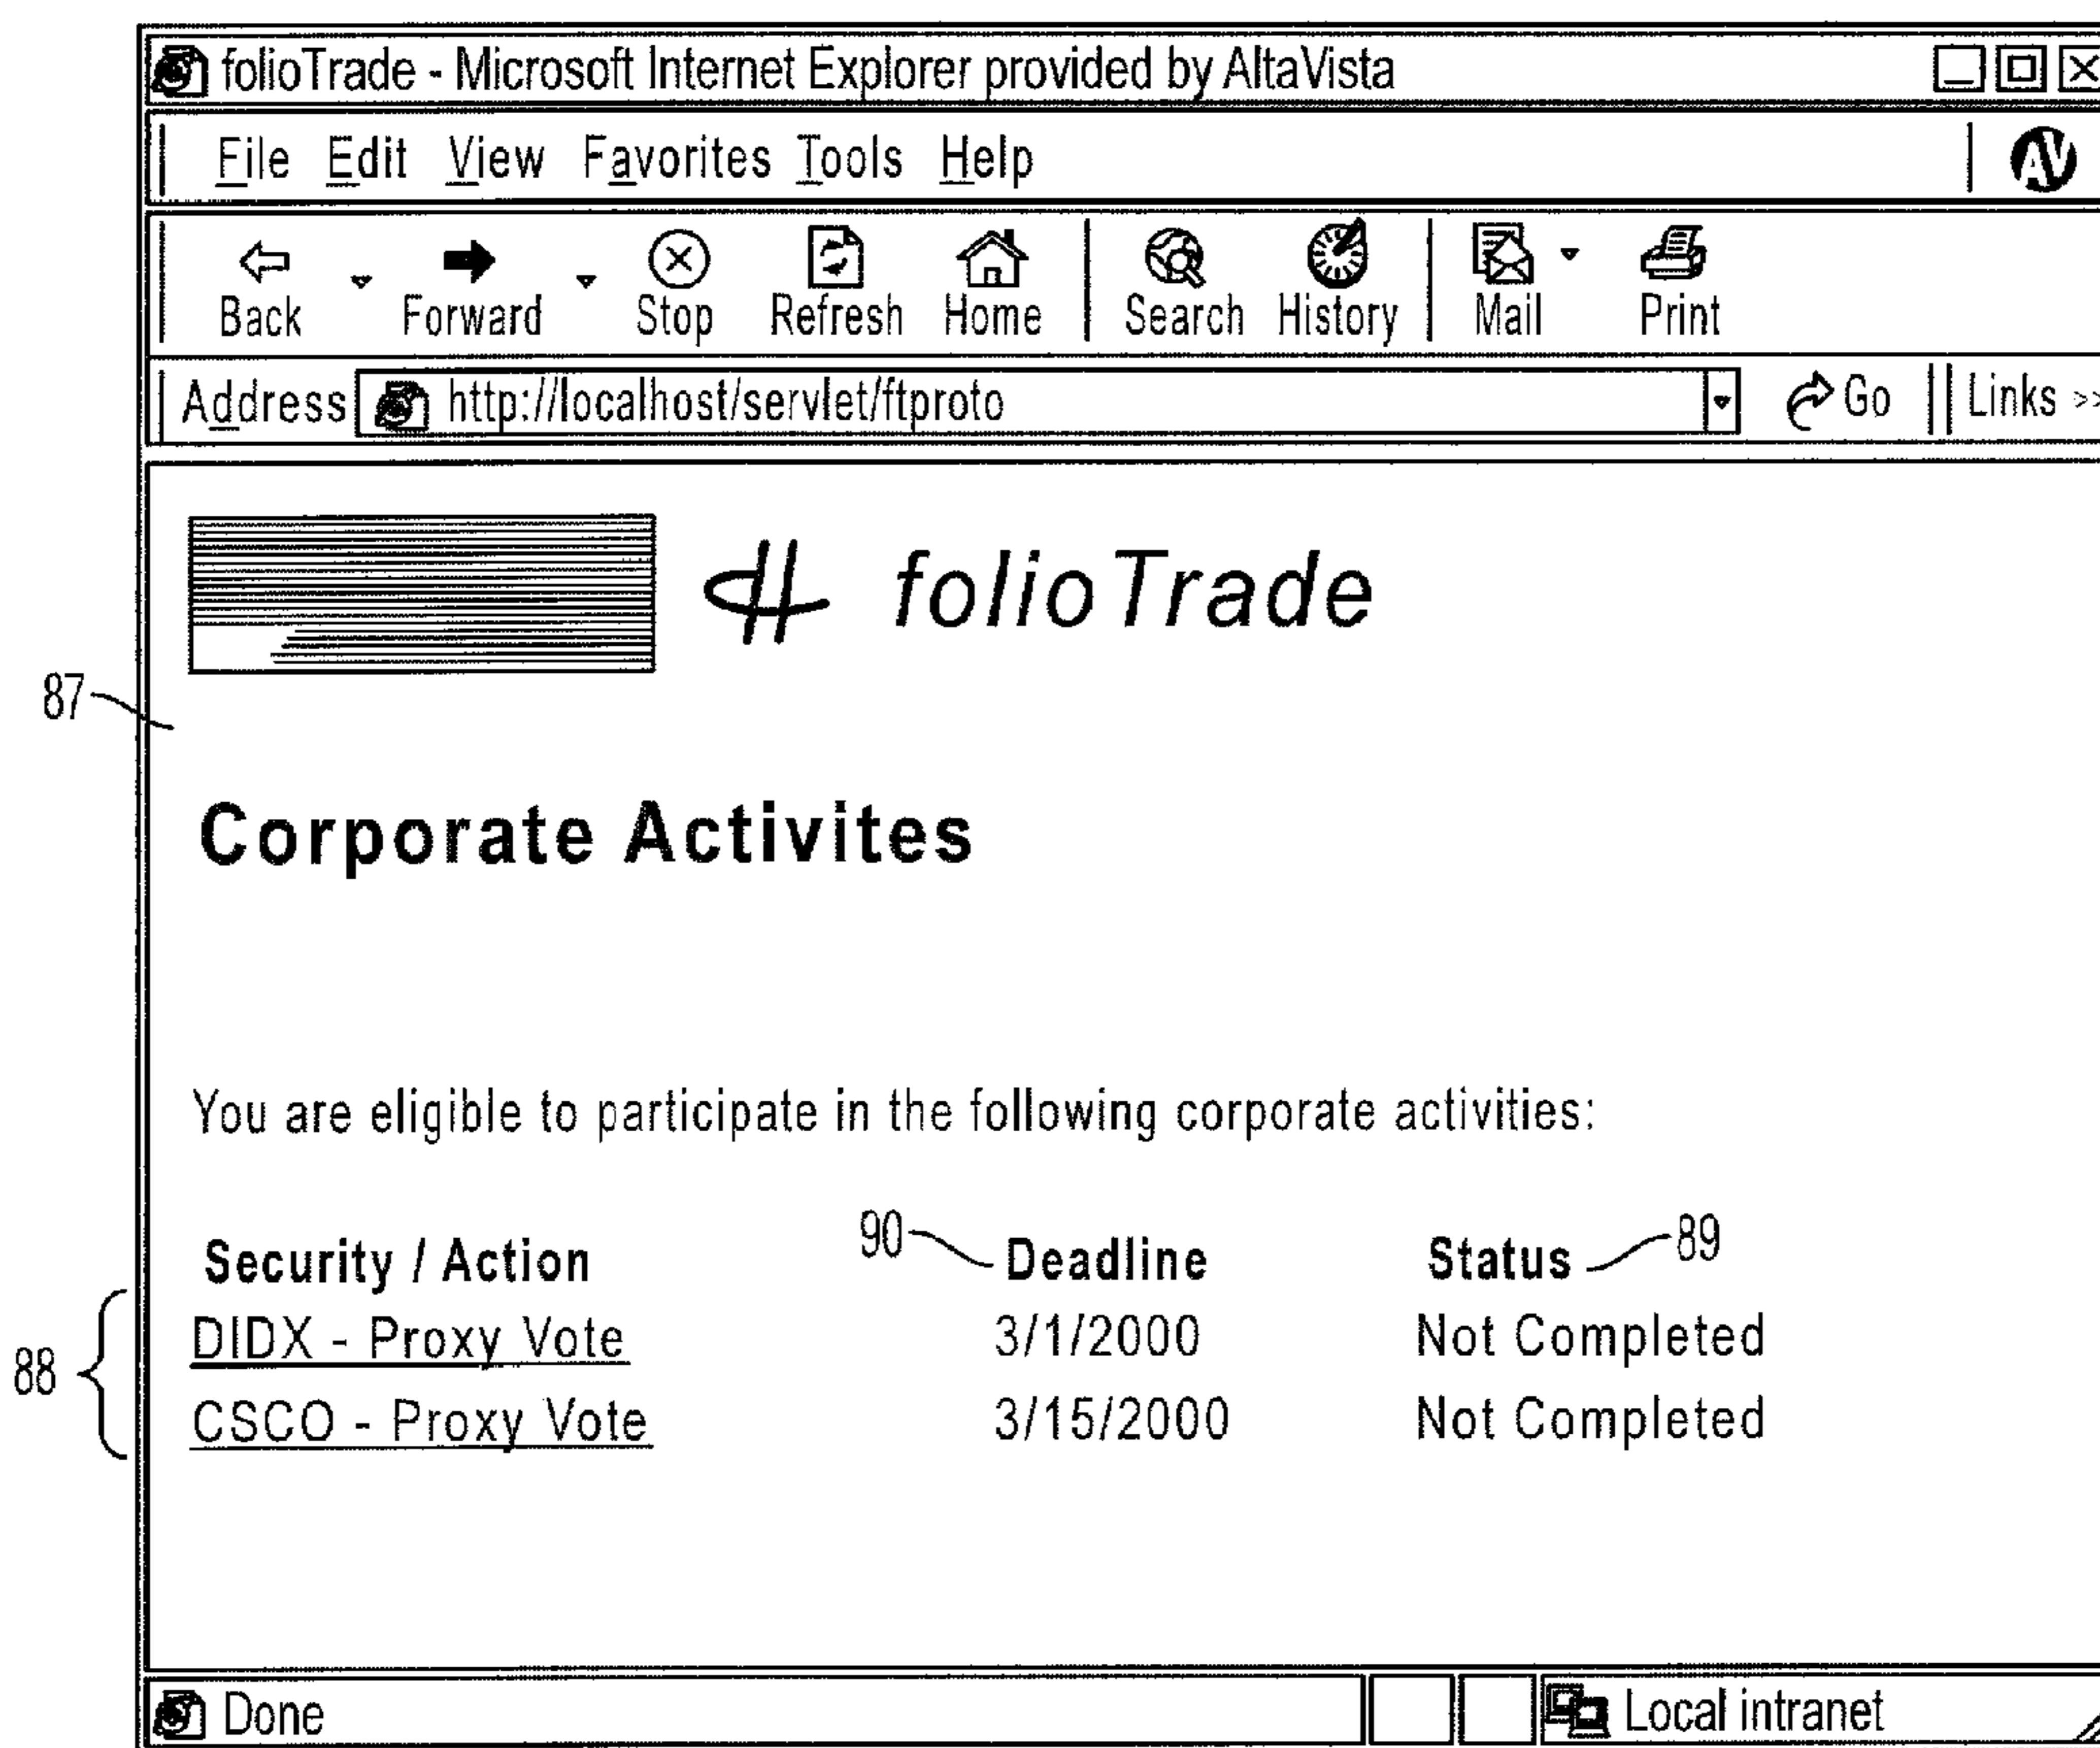 folioTrade - Microsoft Internet Explorer provided by AltaVista
File Edit View Favorites Tools Help
AV
Back Forward Stop Refresh Home Search History Mail Print
Address http://localhost/servlet/ftproto Go Links >>
folioTrade
87
Corporate Activites
You are eligible to participate in the following corporate activities:
Security / Action 90 Deadline Status 89
88
DIDX - Proxy Vote 3/1/2000 Not Completed
CSCO - Proxy Vote 3/15/2000 Not Completed
Done Local intranet